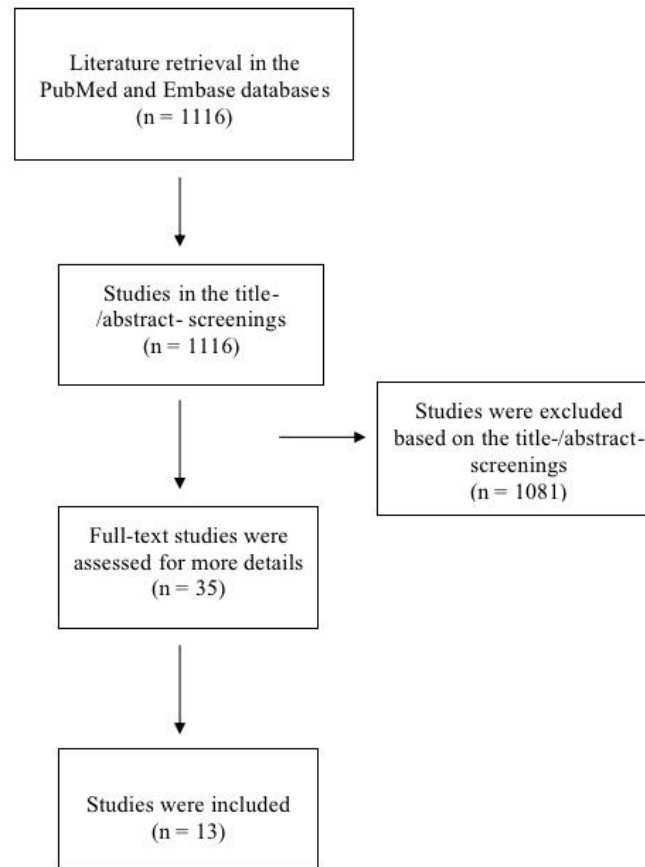 Literature retrieval in the
PubMed and Embase databases
(n = 1116)
Studies in the title-
/abstract- screenings
(n = 1116)
Studies were excluded
based on the title-/abstract-
screenings
(n = 1081)
Full-text studies were
assessed for more details
(n = 35)
Studies were included
(n = 13)